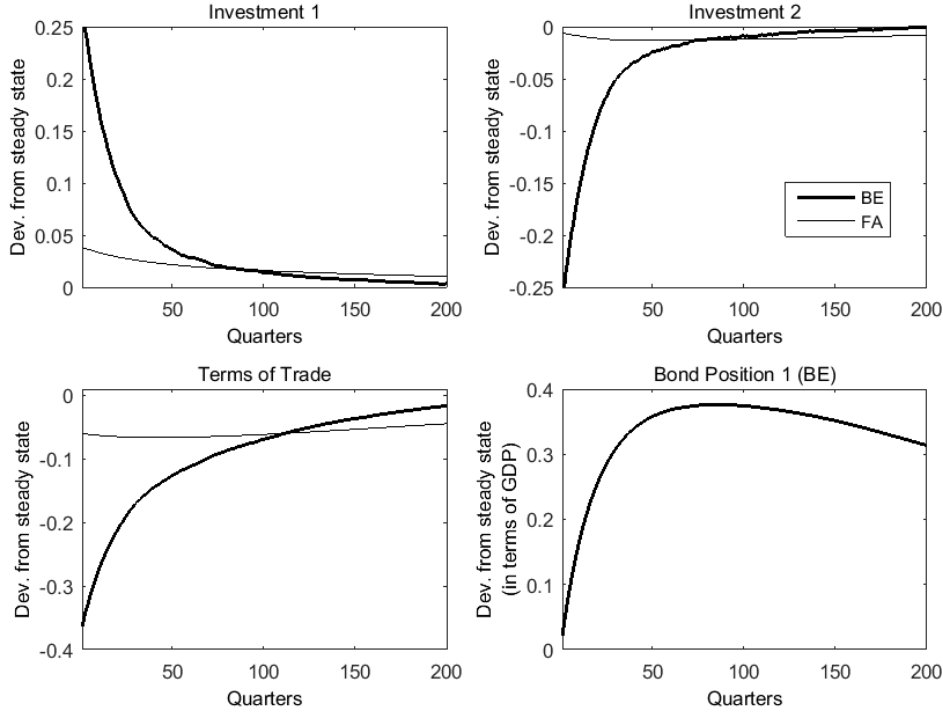 Investment 1
Dev. from steady state
0.25
0.2
0.15
0.1
0.05
0
50
100
150
200
Quarters
Investment 2
Dev. from steady state
0
-0.05
-0.1
-0.15
-0.2
-0.25
BE
FA
50
100
150
200
Quarters
Terms of Trade
Dev. from steady state
0
-0.1
-0.2
-0.3
-0.4
50
100
150
200
Quarters
Bond Position 1 (BE)
Dev. from steady state
(in terms of GDP)
0.4
0.3
0.2
0.1
0
50
100
150
200
Quarters